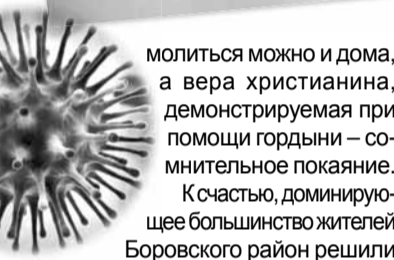 молиться можно и дома,
а вера христианина,
демонстрируемая при
помощи гордыни – со-
мнительное покаяние.
К счастью, доминирую-
щее большинство жителей
Боровского район решили